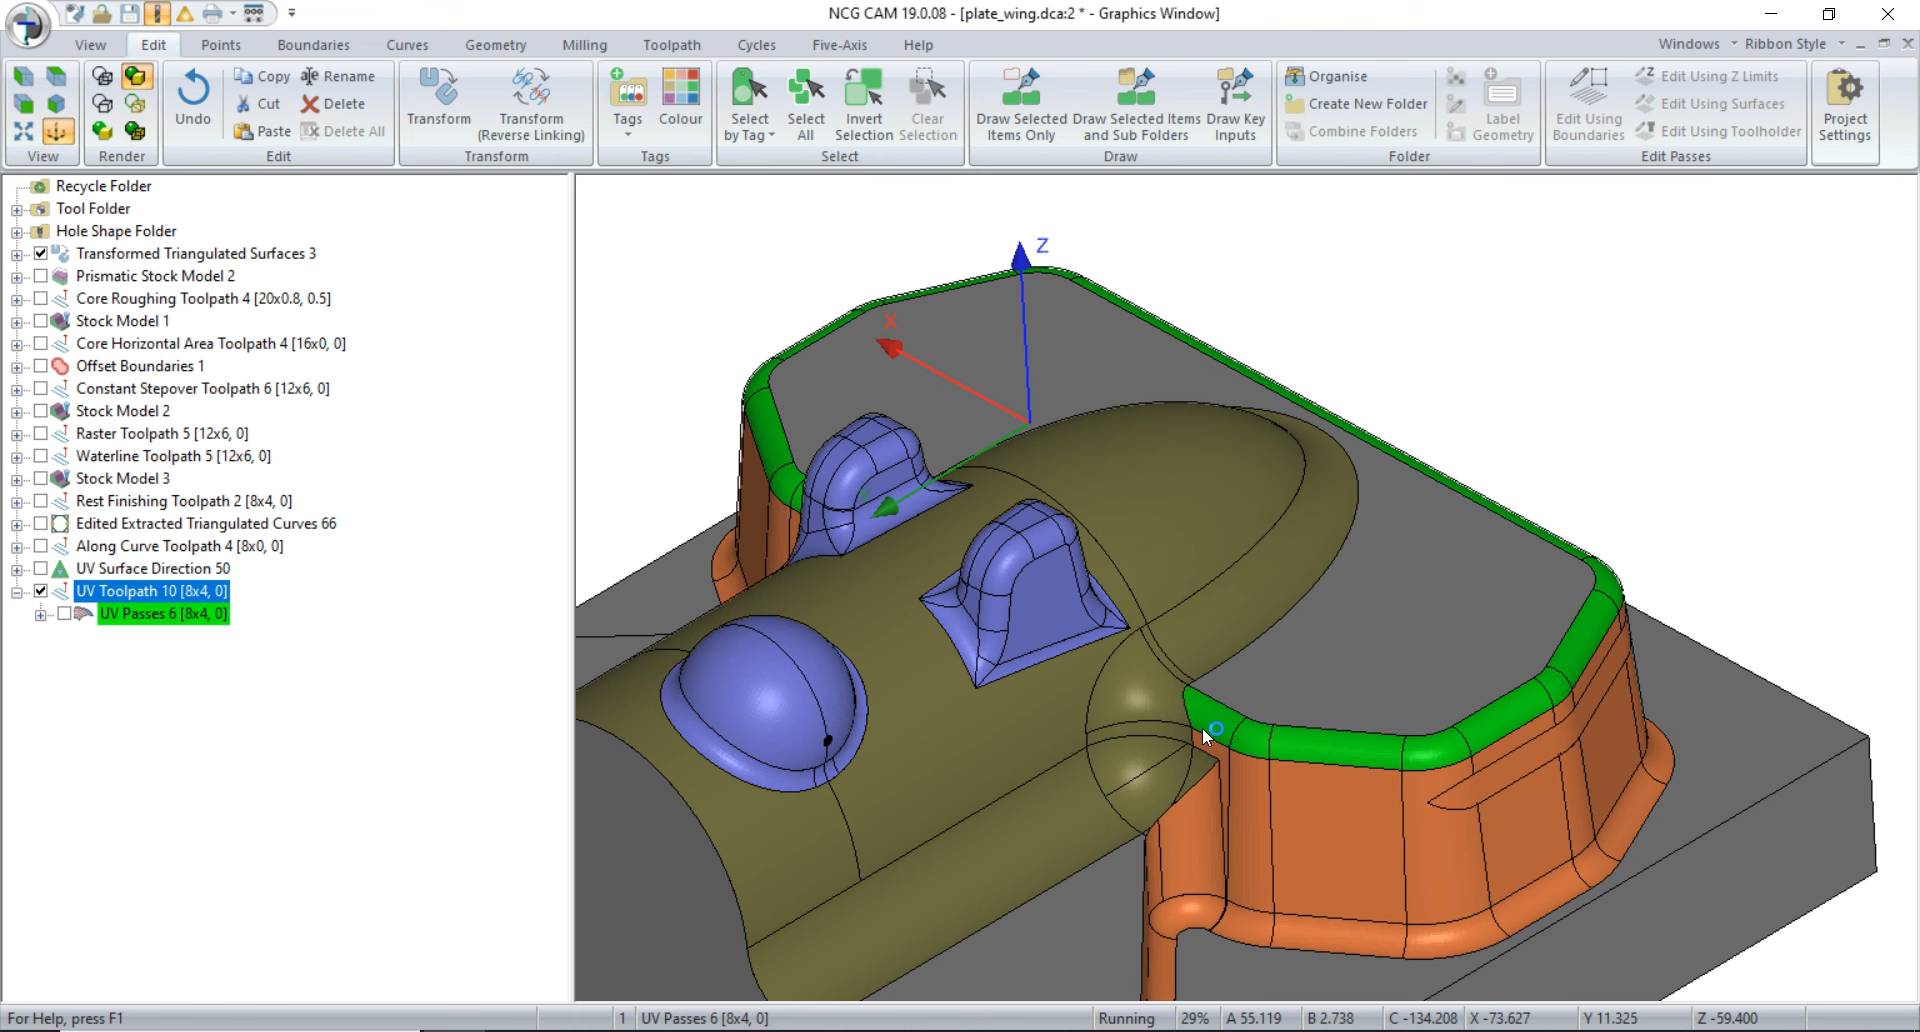 NCG CAM 19.0.08 - [plate_wing.dca:2 * - Graphics Window]
View Edit Points Boundaries Curves Geometry Milling Toolpath Cycles Five-Axis Help Windows Ribbon Style
Undo Copy Rename
Cut Delete
Paste Delete All
Transform Transform (Reverse Linking)
Tags Colour
Select by Tag Select All Invert Selection Clear Selection
Draw Selected Items Only Draw Selected Items and Sub Folders Draw Key Inputs
Organise
Create New Folder
Combine Folders
Label Geometry
Edit Using Boundaries
Edit Using Z Limits
Edit Using Surfaces
Edit Using Toolholder
Project Settings
View Render Edit Transform Tags Select Draw Folder Edit Passes
Recycle Folder
Tool Folder
Hole Shape Folder
Transformed Triangulated Surfaces 3
Prismatic Stock Model 2
Core Roughing Toolpath 4 [20x0.8, 0.5]
Stock Model 1
Core Horizontal Area Toolpath 4 [16x0, 0]
Offset Boundaries 1
Constant Stepover Toolpath 6 [12x6, 0]
Stock Model 2
Raster Toolpath 5 [12x6, 0]
Waterline Toolpath 5 [12x6, 0]
Stock Model 3
Rest Finishing Toolpath 2 [8x4, 0]
Edited Extracted Triangulated Curves 66
Along Curve Toolpath 4 [8x0, 0]
UV Surface Direction 50
UV Toolpath 10 [8x4, 0]
UV Passes 6 [8x4, 0]
Z
X
Y
For Help, press F1 1 UV Passes 6 [8x4, 0] Running 29% A 55.119 B 2.738 C -134.208 X -73.627 Y 11.325 Z -59.400